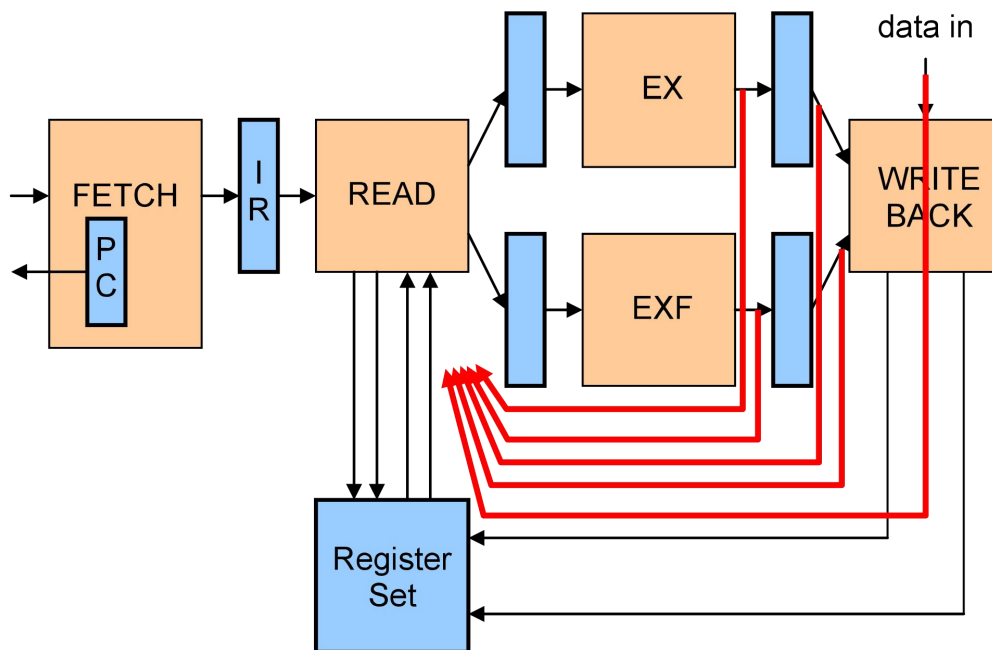 data in
EX
FETCH
I
R
READ
WRITE
BACK
P
C
EXF
Register
Set